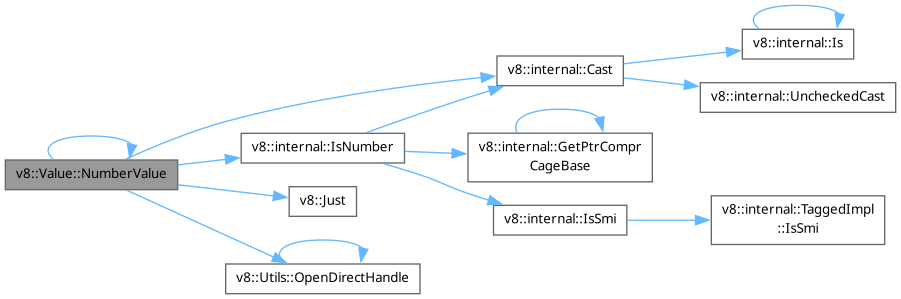 v8::Value::NumberValue
v8::internal::Cast
v8::internal::Is
v8::internal::UncheckedCast
v8::internal::IsNumber
v8::internal::GetPtrCompr
CageBase
v8::internal::IsSmi
v8::internal::TaggedImpl
::IsSmi
v8::Just
v8::Utils::OpenDirectHandle